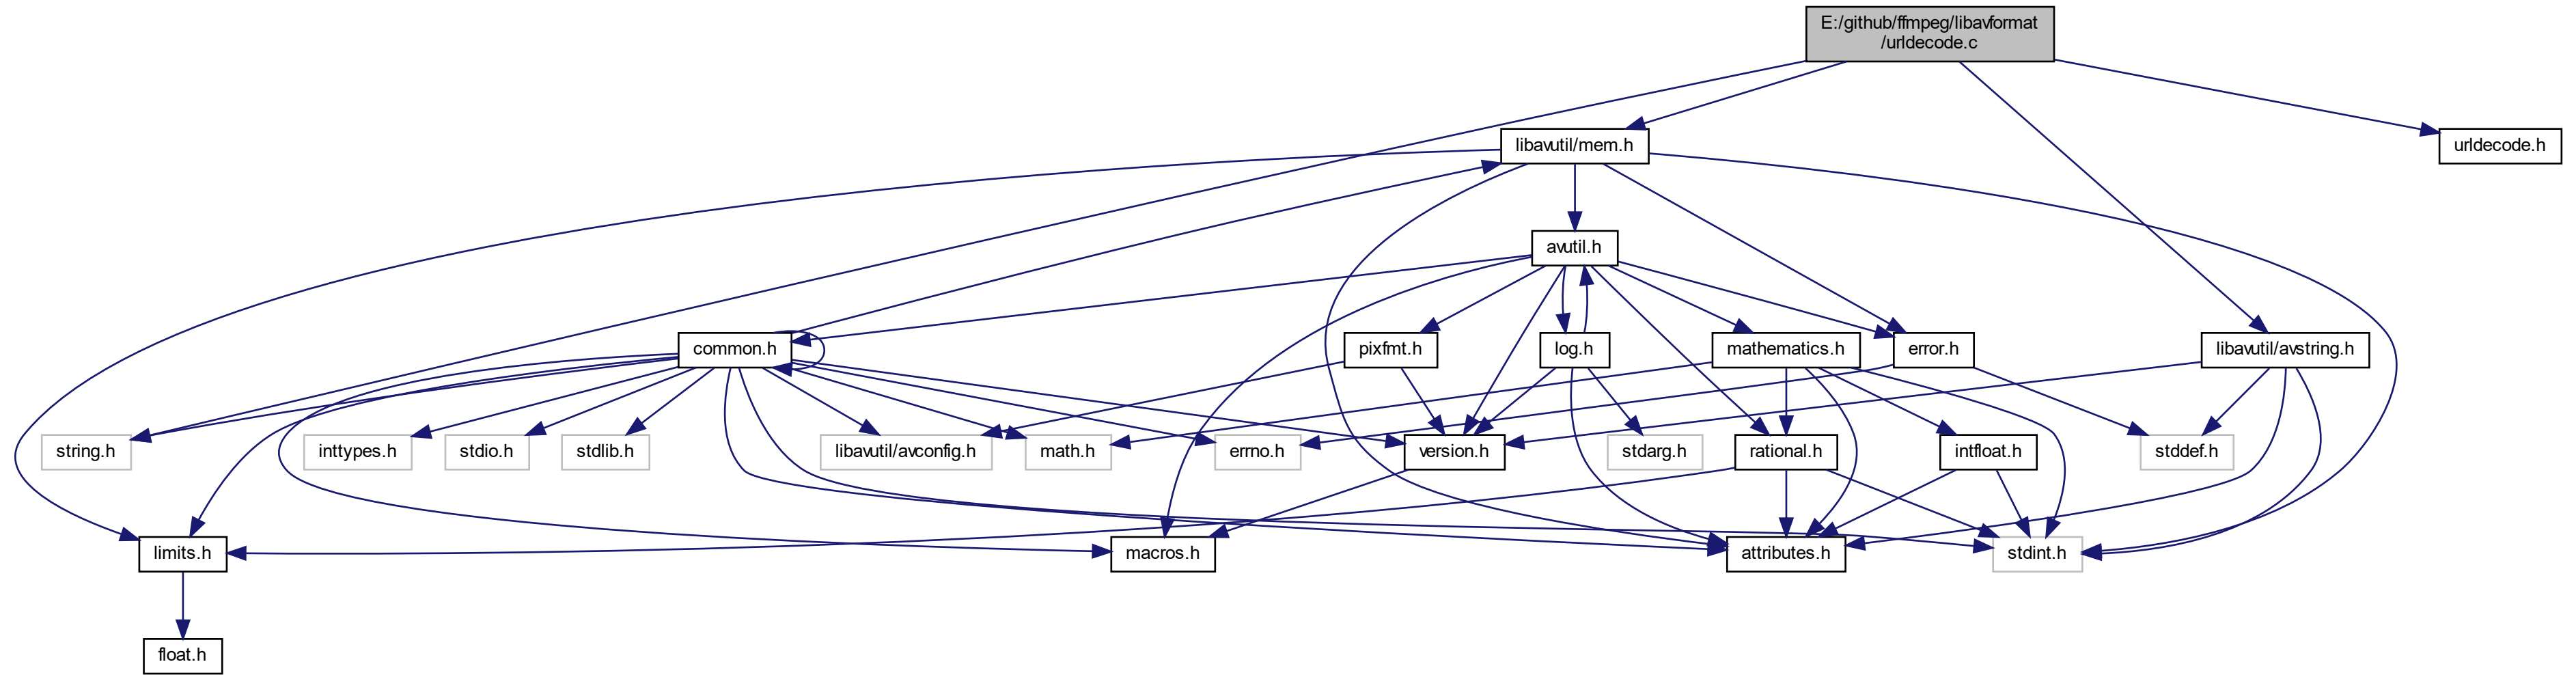 E:/github/ffmpeg/libavformat
/urldecode.c
libavutil/mem.h
urldecode.h
avutil.h
common.h
pixfmt.h
log.h
mathematics.h
error.h
libavutil/avstring.h
string.h
inttypes.h
stdio.h
stdlib.h
libavutil/avconfig.h
math.h
errno.h
version.h
stdarg.h
rational.h
intfloat.h
stddef.h
limits.h
macros.h
attributes.h
stdint.h
float.h